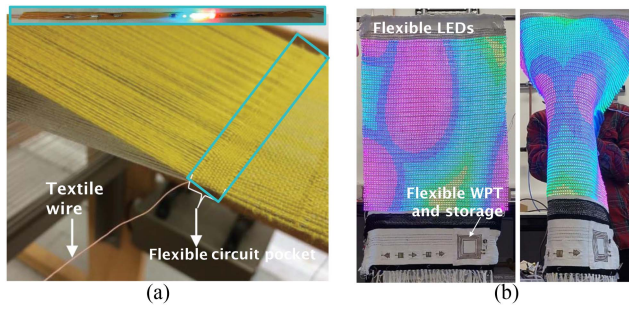 Flexible LEDs
Textile
wire
Flexible circuit pocket
Flexible WPT
and storage
(a)
(b)